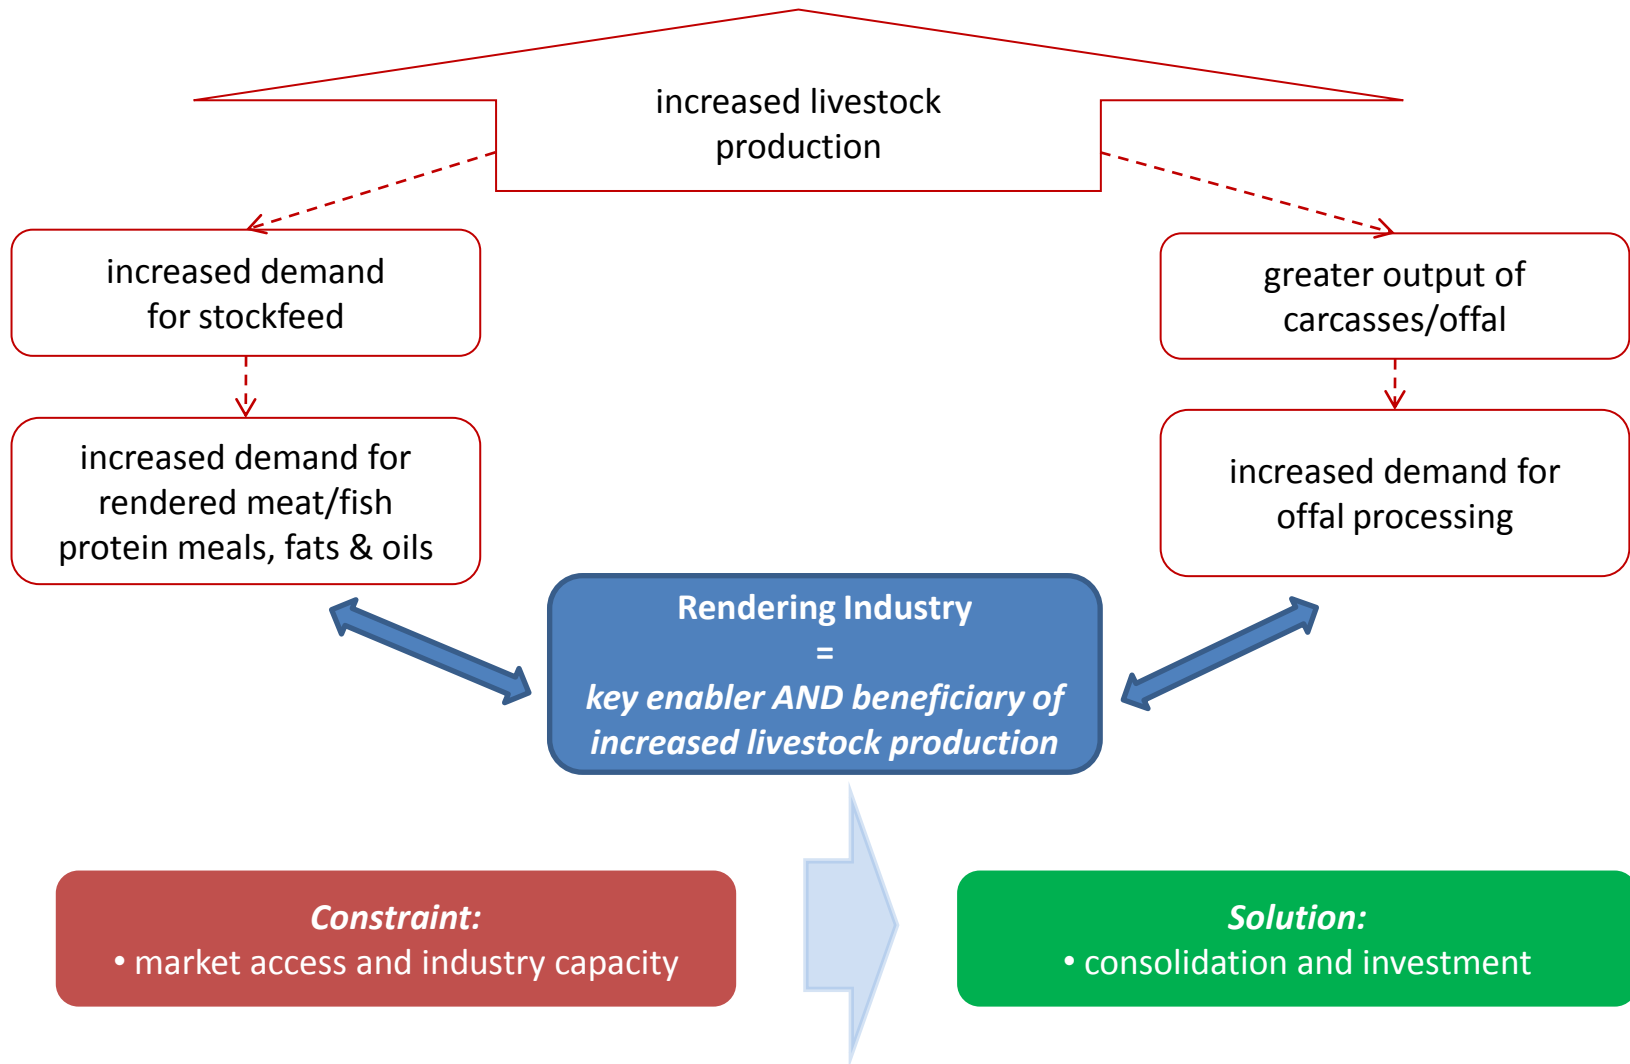 increased livestock
production
increased demand
for stockfeed
greater output of
carcasses/offal
increased demand for
rendered meat/fish
protein meals, fats & oils
increased demand for
offal processing
Rendering Industry
=
key enabler AND beneficiary of
increased livestock production
Constraint:
• market access and industry capacity
Solution:
• consolidation and investment